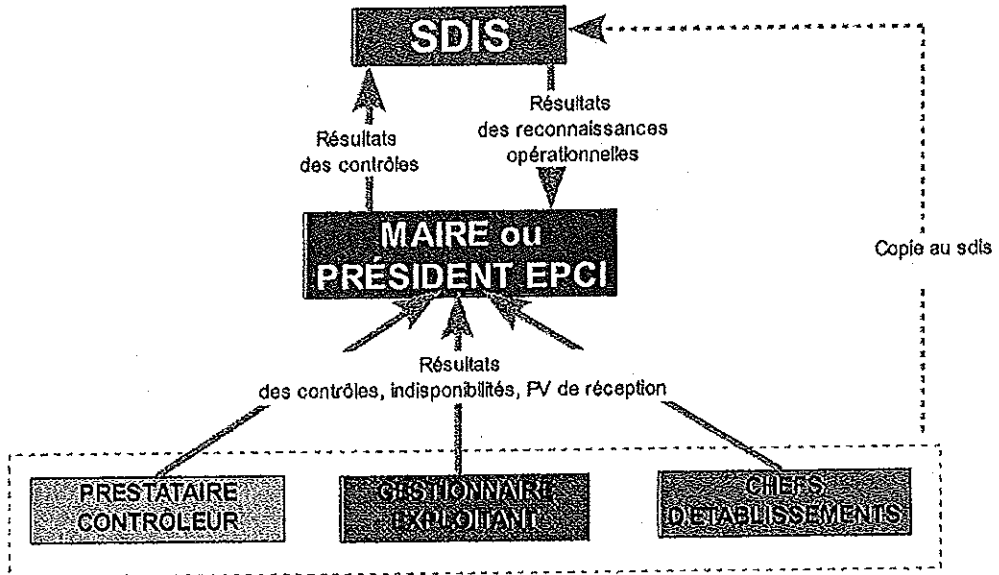 SDIS
Résultats
des contrôles
Résultats
des reconnaissances
opérationnelles
MAIRE ou
PRÉSIDENT EPCI
Copie au sdis
Résultats
des contrôles, indisponibilités, PV de réception
PRESTATAIRE
CONTRÔLEUR
GESTIONNAIRE
EXPLOITANT
CHEFS
D'ETABLISSEMENTS